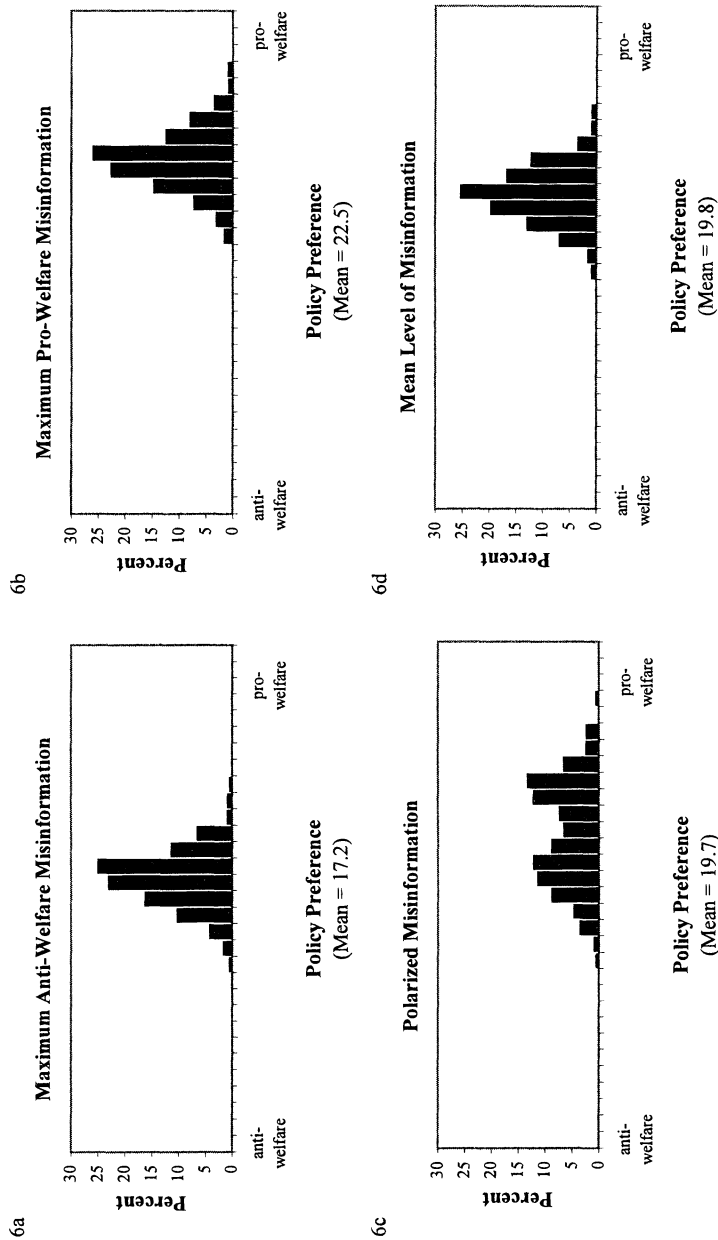 6a
Maximum Anti-Welfare Misinformation
30
25
20
15
10
5
0
Percent
anti-
welfare
pro-
welfare
Policy Preference
(Mean = 17.2)
6b
Maximum Pro-Welfare Misinformation
30
25
20
15
10
5
0
Percent
anti-
welfare
pro-
welfare
Policy Preference
(Mean = 22.5)
6c
Polarized Misinformation
30
25
20
15
10
5
0
Percent
anti-
welfare
pro-
welfare
Policy Preference
(Mean = 19.7)
6d
Mean Level of Misinformation
30
25
20
15
10
5
0
Percent
anti-
welfare
pro-
welfare
Policy Preference
(Mean = 19.8)